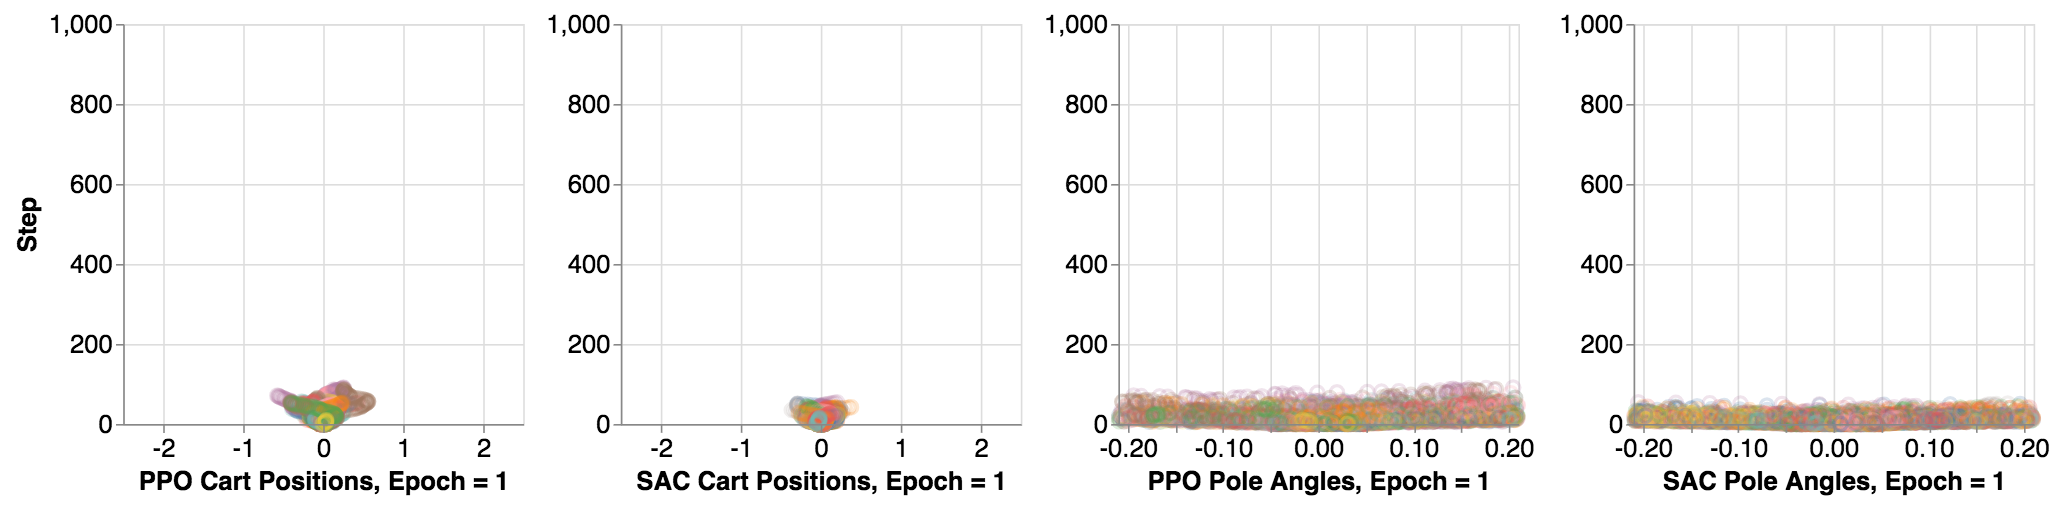 Step
1,000
800
600
400
200
0
-2 -1 0 1 2
PPO Cart Positions, Epoch = 1
1,000
800
600
400
200
0
-2 -1 0 1 2
SAC Cart Positions, Epoch = 1
1,000
800
600
400
200
0
-0.20 -0.10 0.00 0.10 0.20
PPO Pole Angles, Epoch = 1
1,000
800
600
400
200
0
-0.20 -0.10 0.00 0.10 0.20
SAC Pole Angles, Epoch = 1